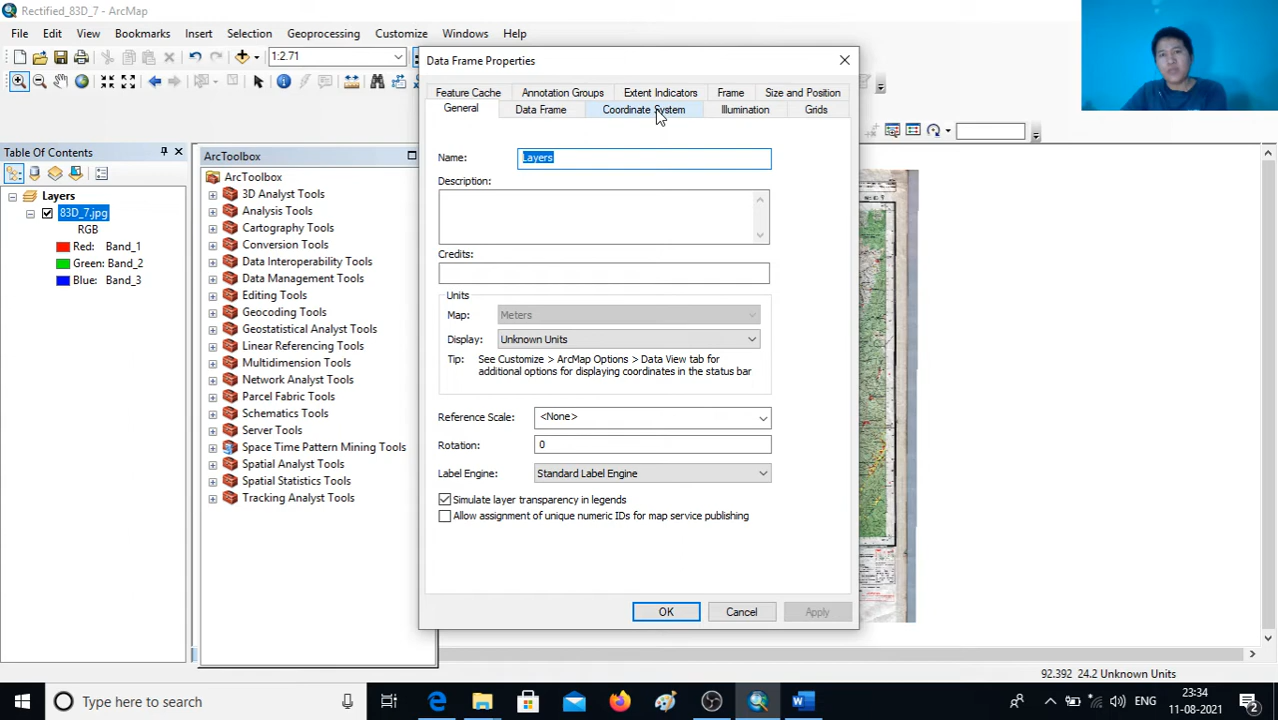 Rectified_83D_7 - ArcMap
File Edit View Bookmarks Insert Selection Geoprocessing Customize Windows Help
1:2.71
Table Of Contents
Layers
83D_7.jpg
RGB
Red: Band_1
Green: Band_2
Blue: Band_3
ArcToolbox
ArcToolbox
3D Analyst Tools
Analysis Tools
Cartography Tools
Conversion Tools
Data Interoperability Tools
Data Management Tools
Editing Tools
Geocoding Tools
Geostatistical Analyst Tools
Linear Referencing Tools
Multidimension Tools
Network Analyst Tools
Parcel Fabric Tools
Schematics Tools
Server Tools
Space Time Pattern Mining Tools
Spatial Analyst Tools
Spatial Statistics Tools
Tracking Analyst Tools
Data Frame Properties
Feature Cache Annotation Groups Extent Indicators Frame Size and Position
General Data Frame Coordinate System Illumination Grids
Name: Layers
Description:
Credits:
Units
Map: Meters
Display: Unknown Units
Tip: See Customize > ArcMap Options > Data View tab for
additional options for displaying coordinates in the status bar
Reference Scale: <None>
Rotation: 0
Label Engine: Standard Label Engine
Simulate layer transparency in legends
Allow assignment of unique numeric IDs for map service publishing
OK Cancel Apply
92.392 24.2 Unknown Units
Type here to search
ENG
23:34
11-08-2021
2